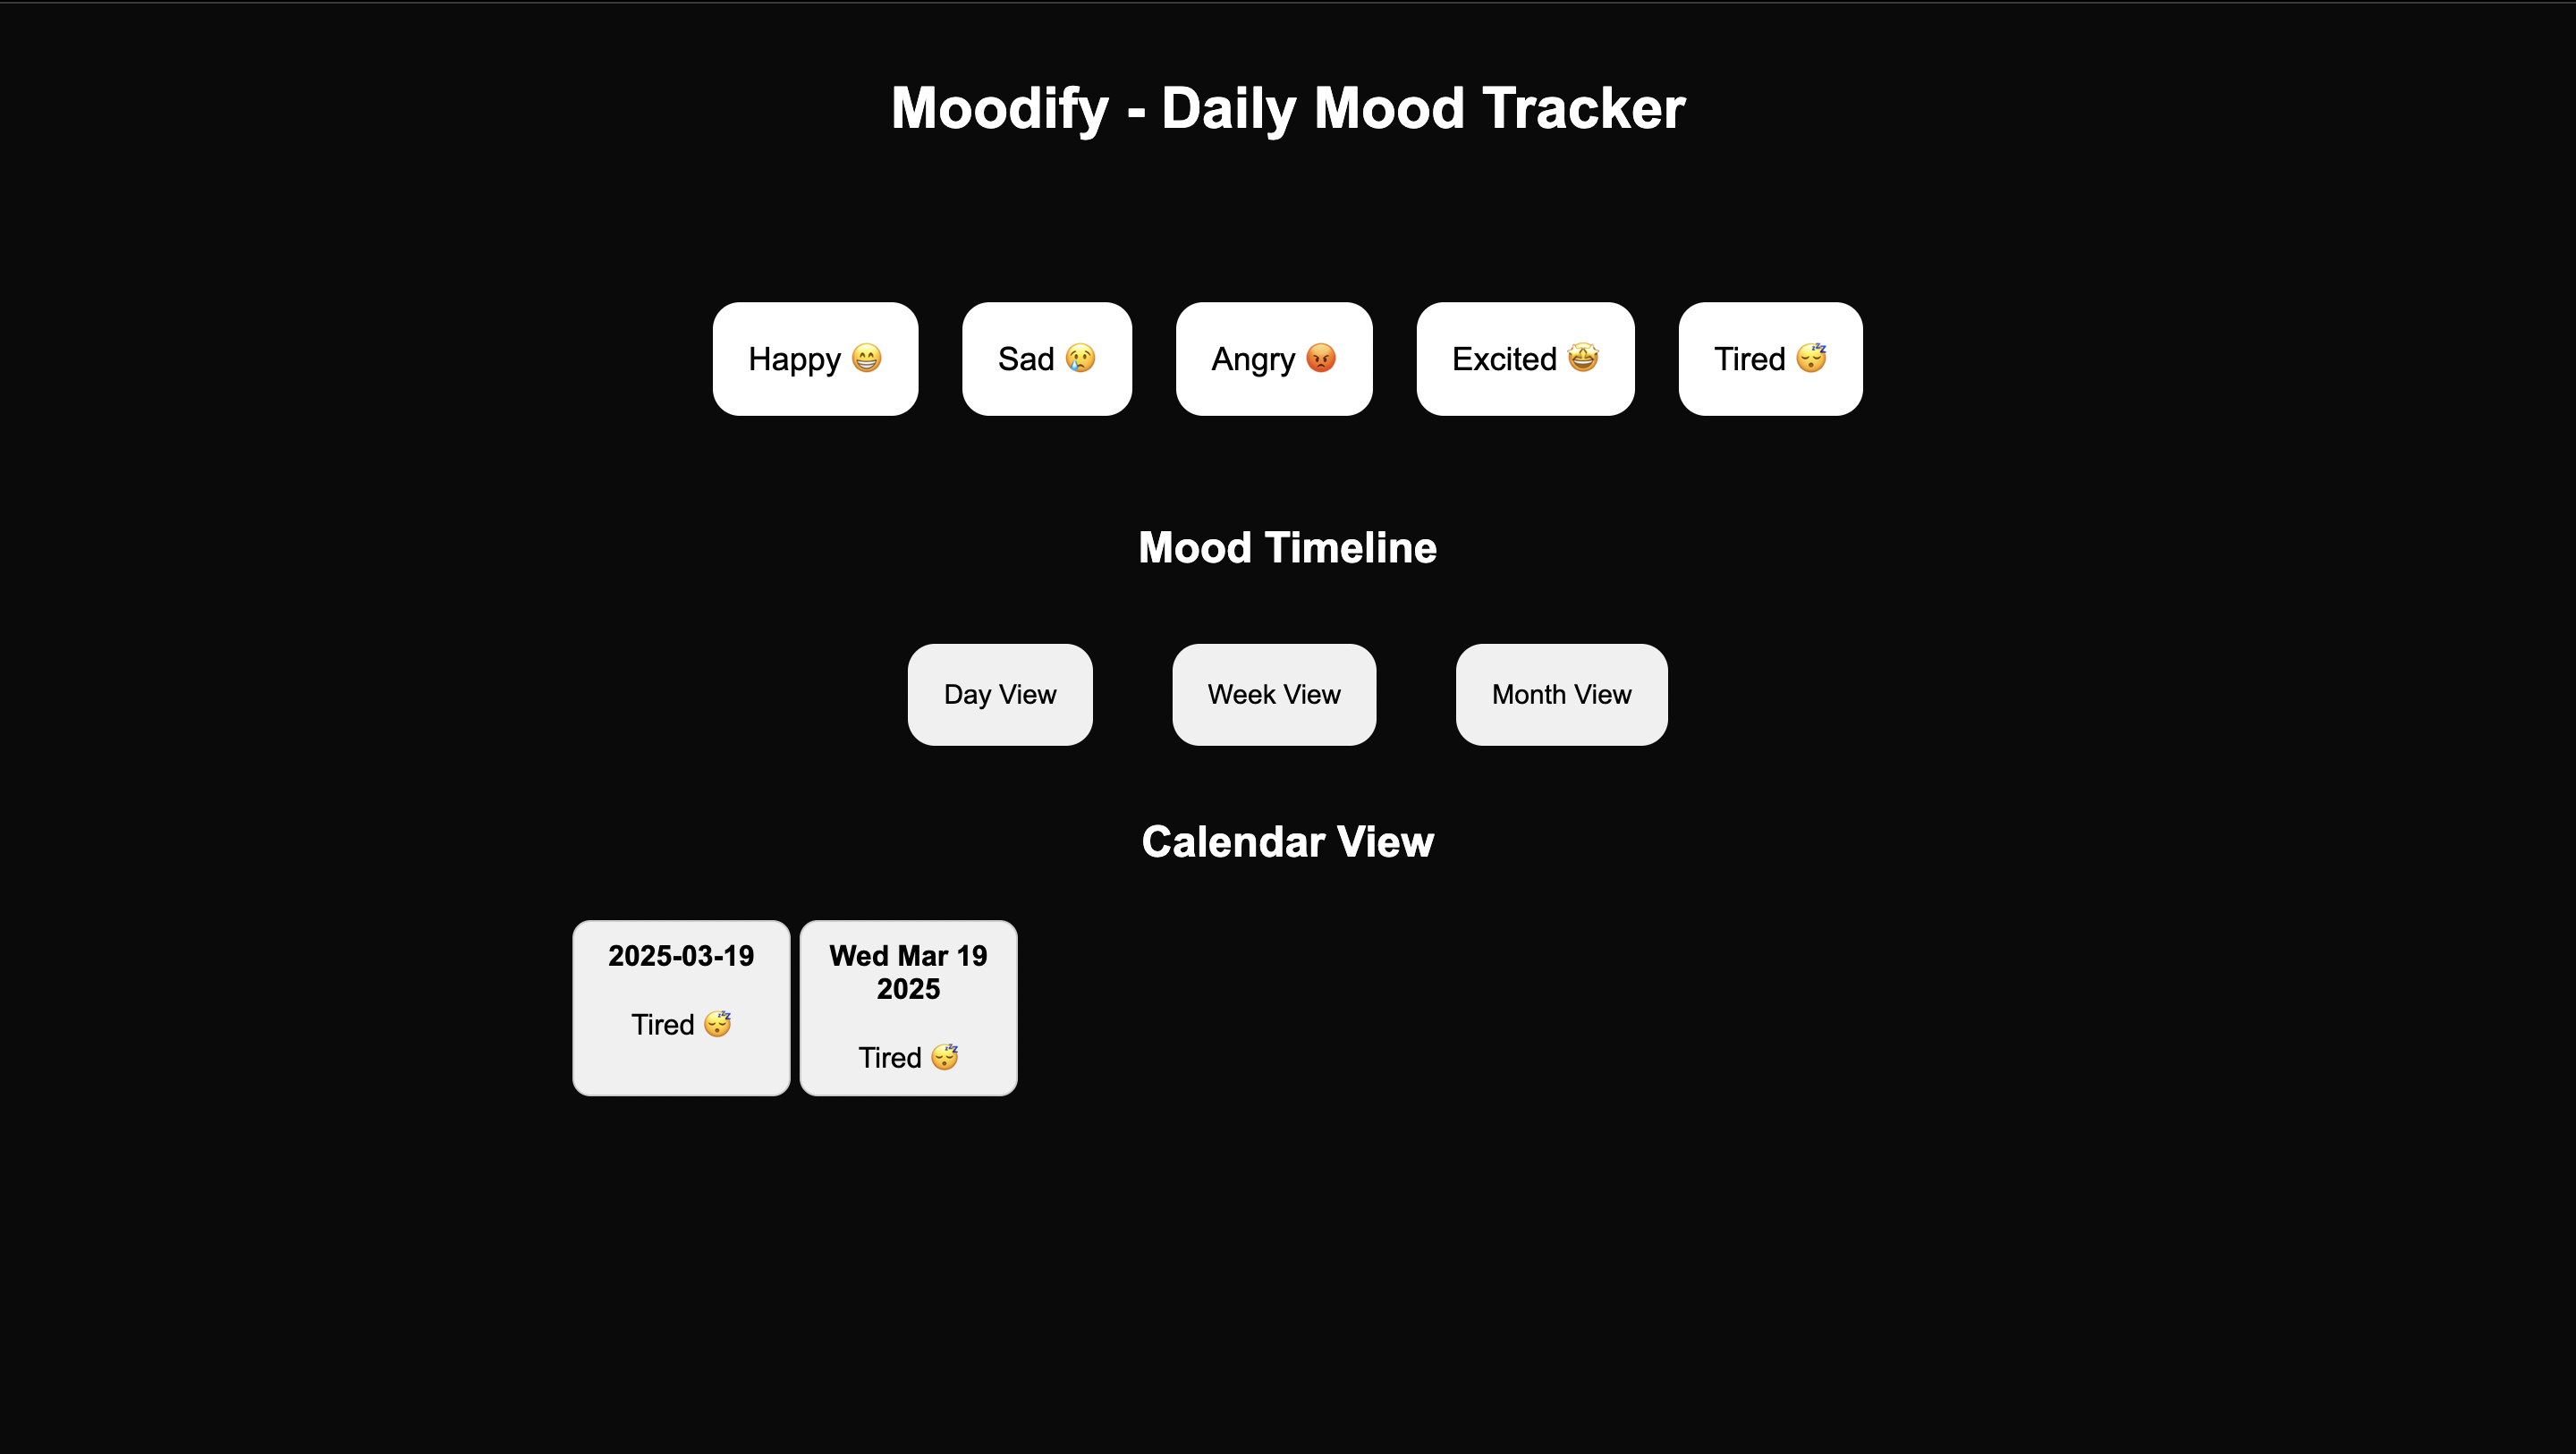 Moodify - Daily Mood Tracker
Happy 😁
Sad 😢
Angry 😡
Excited 🤩
Tired 😴
Mood Timeline
Day View
Week View
Month View
Calendar View
2025-03-19
Tired 😴
Wed Mar 19
2025
Tired 😴